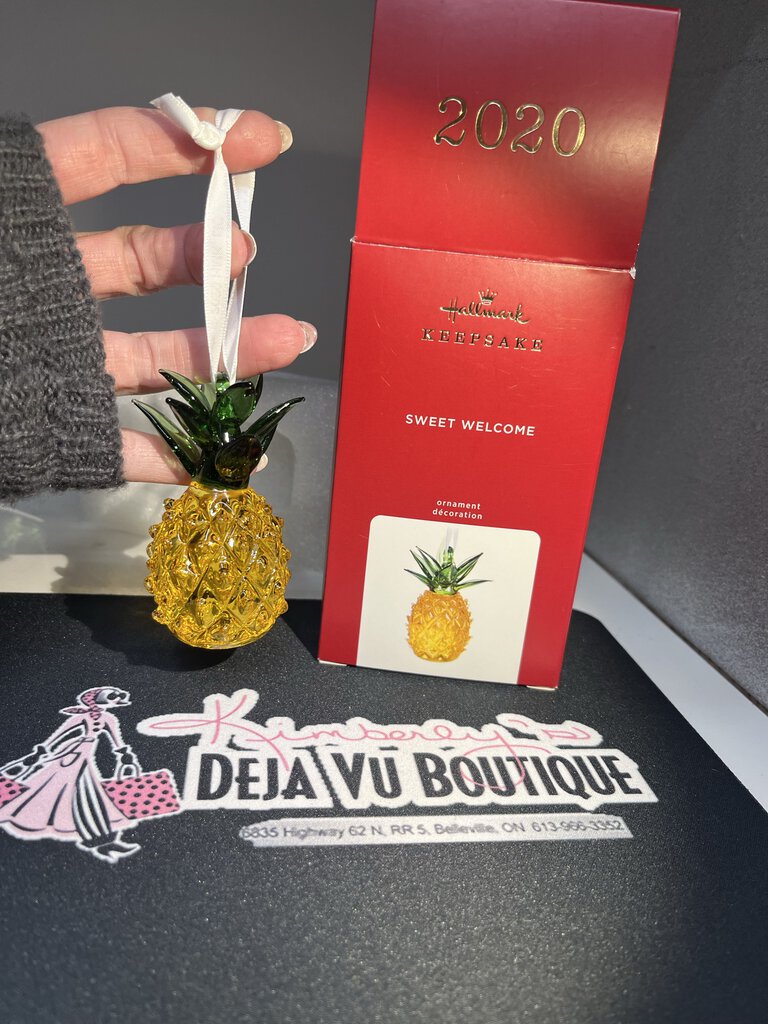 2020
Hallmark
KEEPSAKE
SWEET WELCOME
ornament
décoration
Kimberly's
DEJA VU BOUTIQUE
6835 Highway 62 N, RR 5, Belleville, ON 613-966-3352